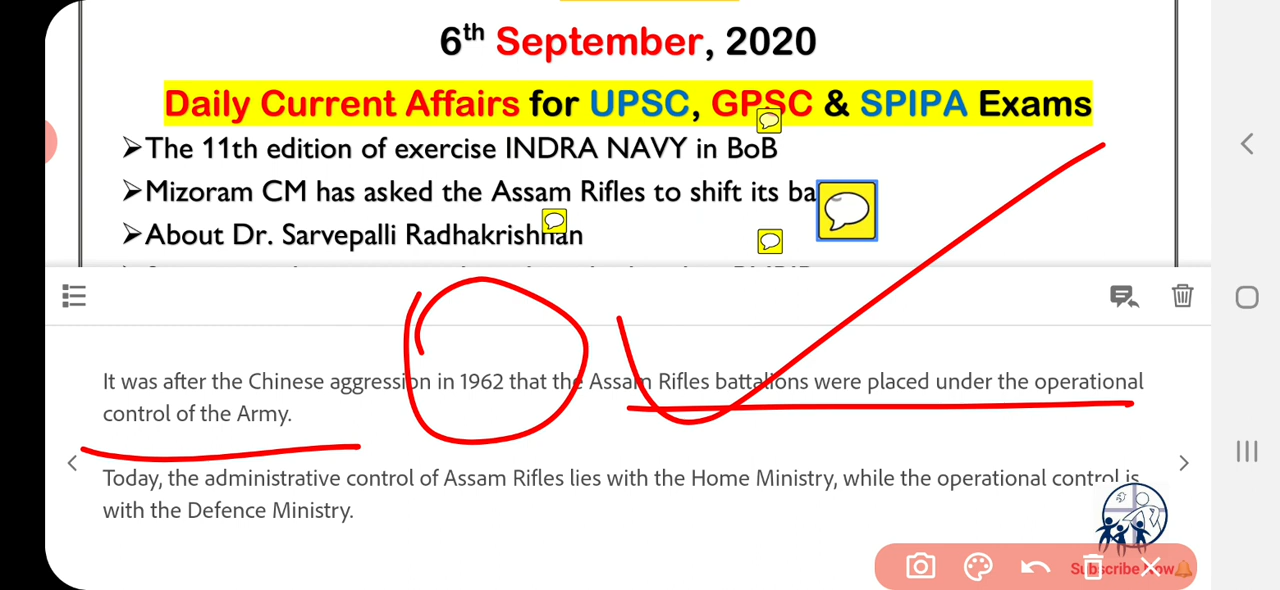 6th September, 2020
Daily Current Affairs for UPSC, GPSC & SPIPA Exams
➢The 11th edition of exercise INDRA NAVY in BoB
➢Mizoram CM has asked the Assam Rifles to shift its ba
➢About Dr. Sarvepalli Radhakrishnan
It was after the Chinese aggression in 1962 that the Assam Rifles battalions were placed under the operational
control of the Army.
Today, the administrative control of Assam Rifles lies with the Home Ministry, while the operational control is
with the Defence Ministry.
Subscribe Now